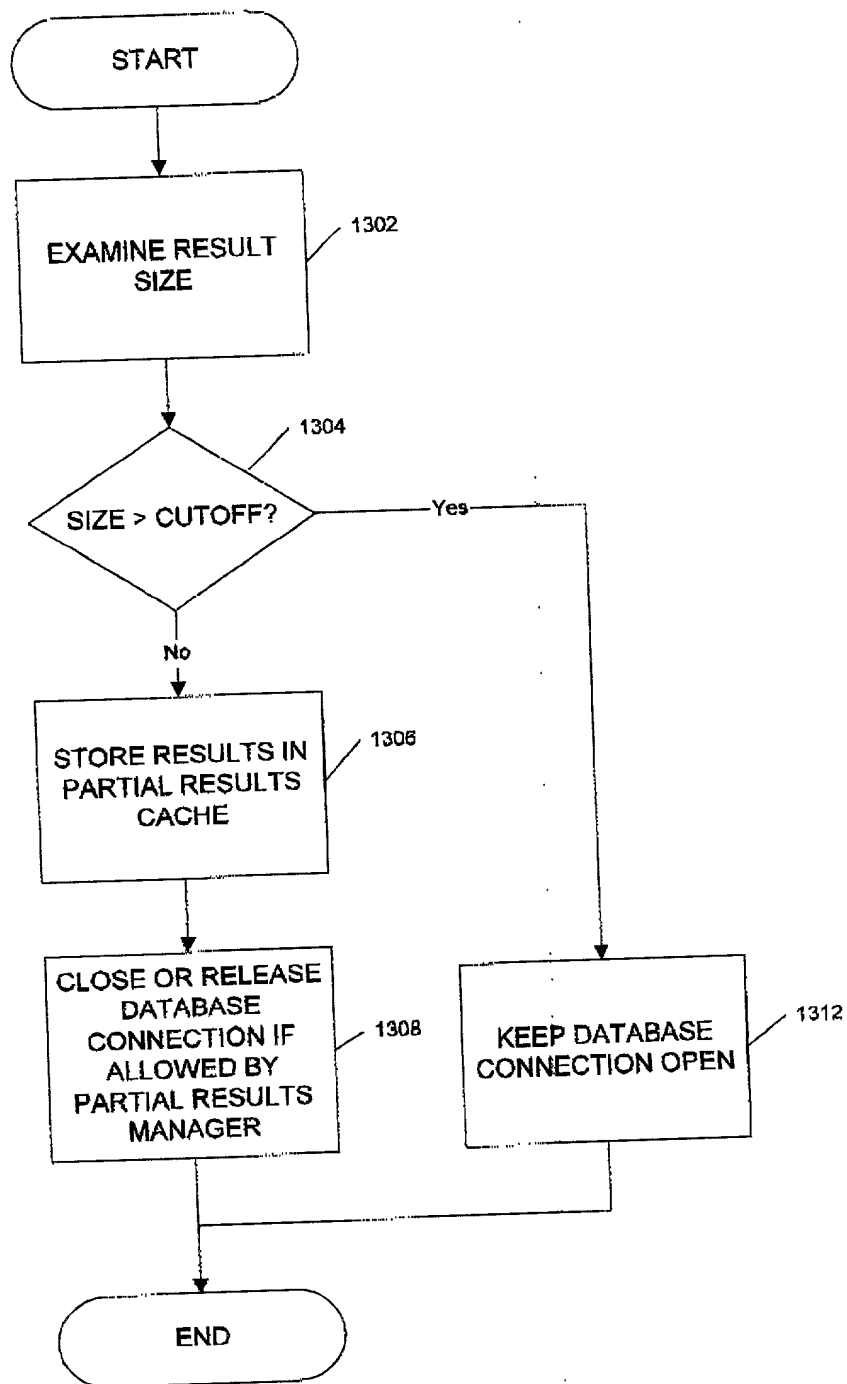 START
EXAMINE RESULT
SIZE
1302
1304
SIZE > CUTOFF?
Yes
No
STORE RESULTS IN
PARTIAL RESULTS
CACHE
1306
CLOSE OR RELEASE
DATABASE
CONNECTION IF
ALLOWED BY
PARTIAL RESULTS
MANAGER
1308
KEEP DATABASE
CONNECTION OPEN
1312
END